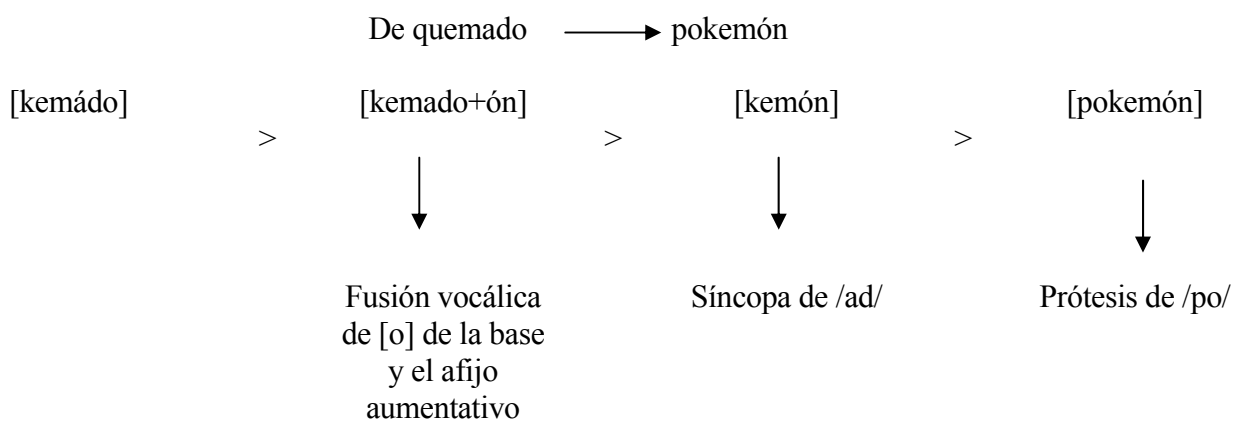 De quemado → pokemón
[kemádo] > [kemado+ón] > [kemón] > [pokemón]
Fusión vocálica
de [o] de la base
y el afijo
aumentativo
Síncopa de /ad/
Prótesis de /po/